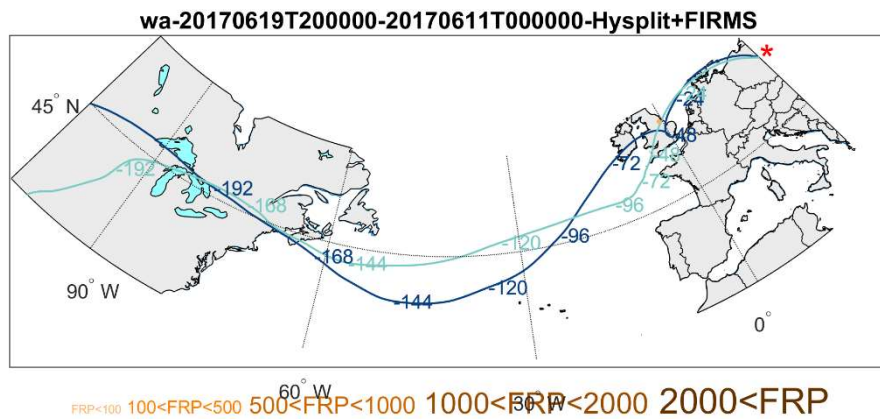 wa-20170619T200000-20170611T000000-Hysplit+FIRMS
45° N
-24
-48
-72
-48
-192
-72
-192
-168
-96
-120
-96
-168
-144
-120
-144
90° W
0°
60° W
30° W
FRP<100 100<FRP<500 500<FRP<1000 1000<FRP<2000 2000<FRP